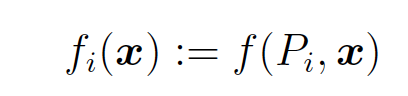 fᵢ(𝒙) := f(Pᵢ, 𝒙)